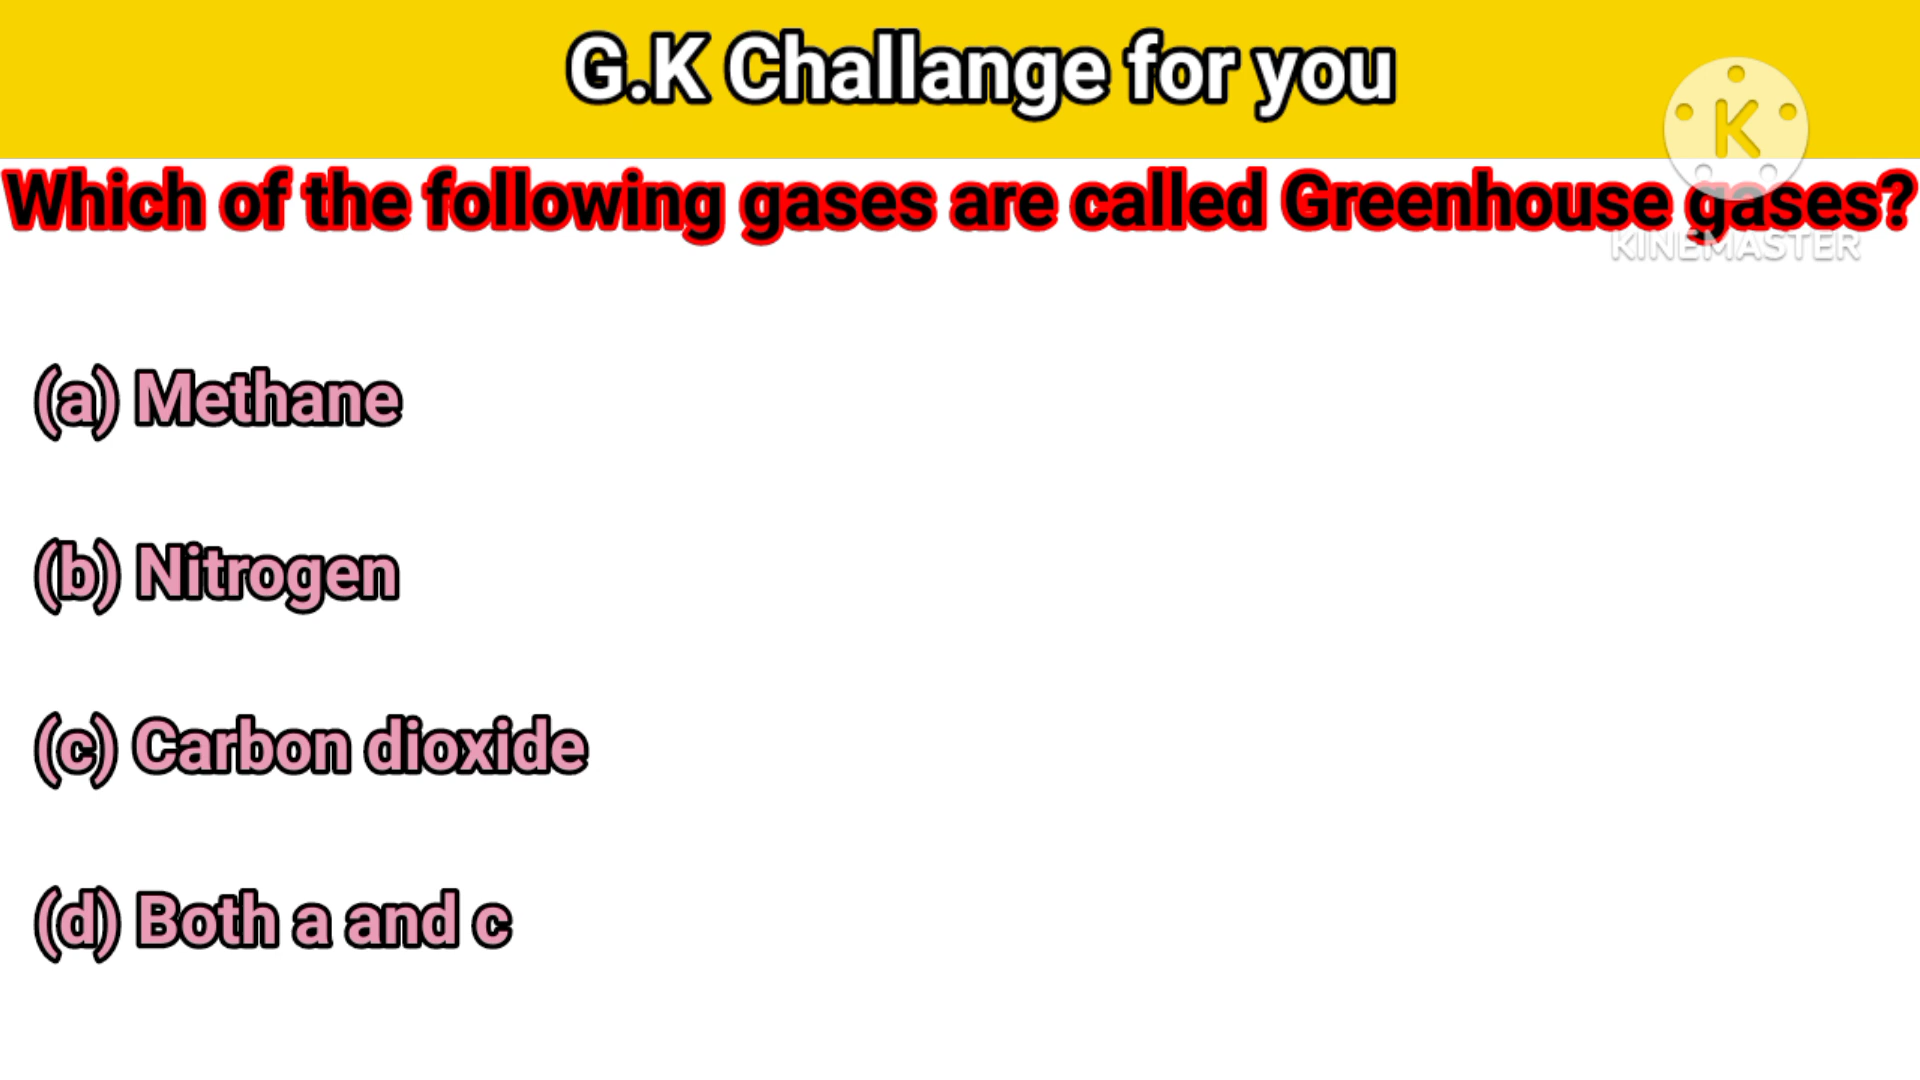 G.K Challange for you
Which of the following gases are called Greenhouse gases?
K
KINEMASTER
(a) Methane
(b) Nitrogen
(c) Carbon dioxide
(d) Both a and c